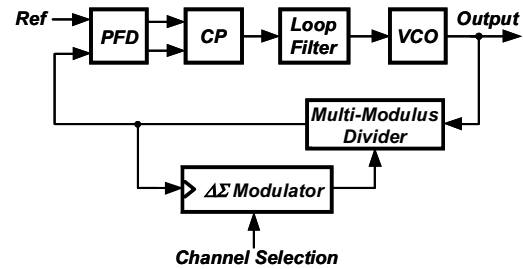 Ref
PFD
CP
Loop
Filter
VCO
Output
Multi-Modulus
Divider
ΔΣ Modulator
Channel Selection